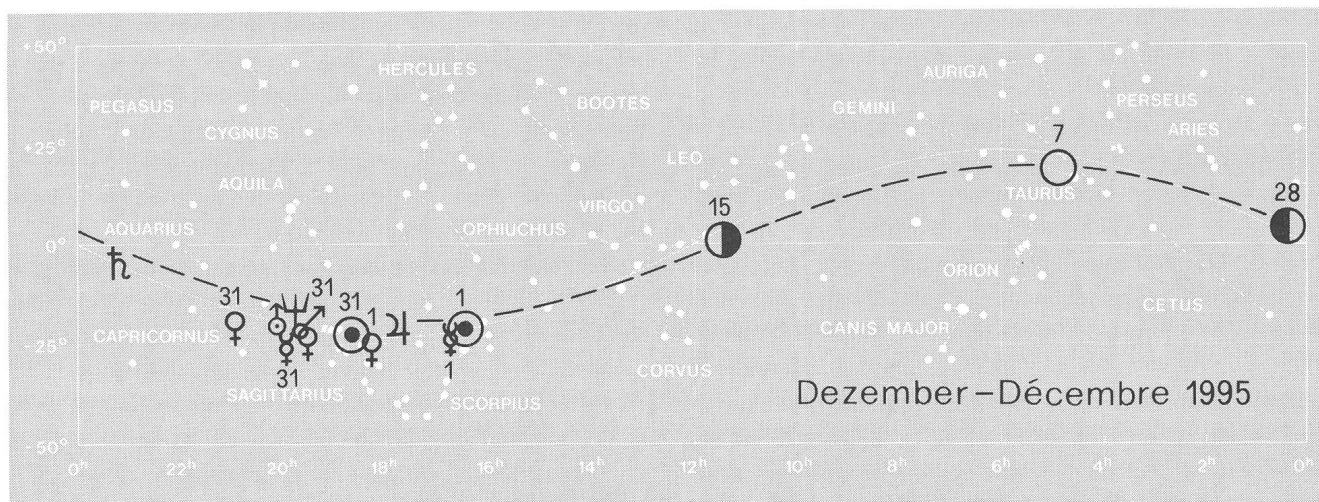 +50°
HERCULES
AURIGA
PEGASUS
BOOTES
GEMINI
PERSEUS
CYGNUS
7
ARIES
+25°
LEO
AQUILA
TAURUS
VIRGO
15
28
AQUARIUS
OPHIUCHUS
0°
ORION
31 31 31 1 1
CETUS
CAPRICORNUS
CANIS MAJOR
-25°
31
1
CORVUS
SAGITTARIUS
SCORPIUS
Dezember–Décembre 1995
-50°
0h 22h 20h 18h 16h 14h 12h 10h 8h 6h 4h 2h 0h